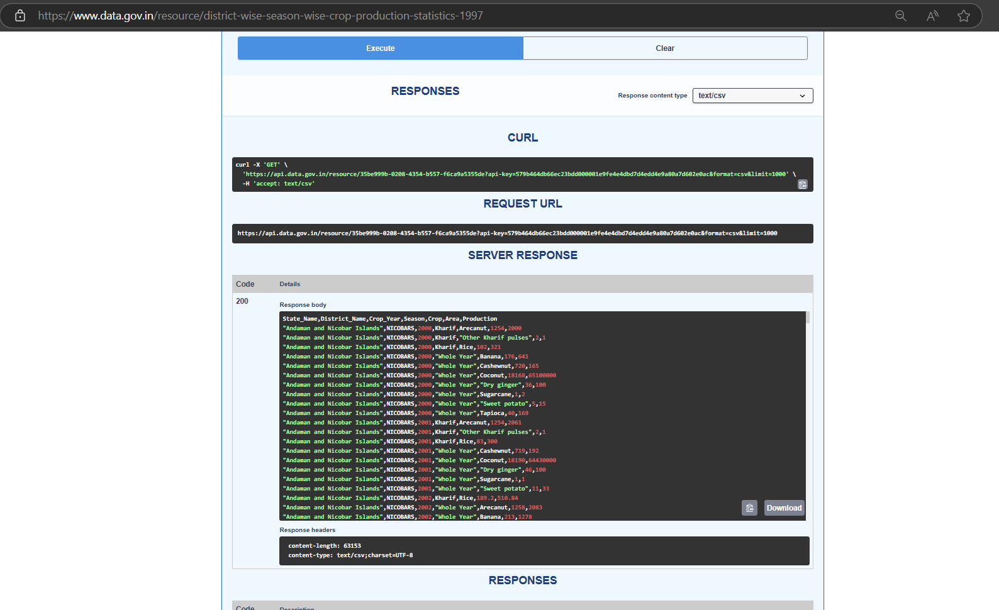 https://www.data.gov.in/resource/district-wise-season-wise-crop-production-statistics-1997
Execute
Clear
RESPONSES
Response content type
text/csv
CURL
curl -X 'GET' \
'https://api.data.gov.in/resource/35be999b-0208-4354-b557-f6ca9a5355de?api-key=579b464db66ec23bdd000001e9fe4e4dbd7d4edd4e9a80a7d602e0ac&format=csv&limit=1000' \
-H 'accept: text/csv'
REQUEST URL
https://api.data.gov.in/resource/35be999b-0208-4354-b557-f6ca9a5355de?api-key=579b464db66ec23bdd000001e9fe4e4dbd7d4edd4e9a80a7d602e0ac&format=csv&limit=1000
SERVER RESPONSE
Code Details
200
Response body
State_Name,District_Name,Crop_Year,Season,Crop,Area,Production
"Andaman and Nicobar Islands",NICOBARS,2000,Kharif,Arecanut,1254,2000
"Andaman and Nicobar Islands",NICOBARS,2000,Kharif,"Other Kharif pulses",2,1
"Andaman and Nicobar Islands",NICOBARS,2000,Kharif,Rice,102,321
"Andaman and Nicobar Islands",NICOBARS,2000,"Whole Year",Banana,176,641
"Andaman and Nicobar Islands",NICOBARS,2000,"Whole Year",Cashewnut,720,165
"Andaman and Nicobar Islands",NICOBARS,2000,"Whole Year",Coconut,18168,65100000
"Andaman and Nicobar Islands",NICOBARS,2000,"Whole Year","Dry ginger",36,100
"Andaman and Nicobar Islands",NICOBARS,2000,"Whole Year",Sugarcane,1,2
"Andaman and Nicobar Islands",NICOBARS,2000,"Whole Year","Sweet potato",5,15
"Andaman and Nicobar Islands",NICOBARS,2000,"Whole Year",Tapioca,40,169
"Andaman and Nicobar Islands",NICOBARS,2001,Kharif,Arecanut,1254,2061
"Andaman and Nicobar Islands",NICOBARS,2001,Kharif,"Other Kharif pulses",2,1
"Andaman and Nicobar Islands",NICOBARS,2001,Kharif,Rice,83,300
"Andaman and Nicobar Islands",NICOBARS,2001,"Whole Year",Cashewnut,719,192
"Andaman and Nicobar Islands",NICOBARS,2001,"Whole Year",Coconut,18190,64430000
"Andaman and Nicobar Islands",NICOBARS,2001,"Whole Year","Dry ginger",46,100
"Andaman and Nicobar Islands",NICOBARS,2001,"Whole Year",Sugarcane,1,1
"Andaman and Nicobar Islands",NICOBARS,2001,"Whole Year","Sweet potato",11,33
"Andaman and Nicobar Islands",NICOBARS,2002,Kharif,Rice,189.2,510.84
"Andaman and Nicobar Islands",NICOBARS,2002,"Whole Year",Arecanut,1258,2083
"Andaman and Nicobar Islands",NICOBARS,2002,"Whole Year",Banana,213,1278
Download
Response headers
content-length: 63153
content-type: text/csv;charset=UTF-8
RESPONSES
Code Description